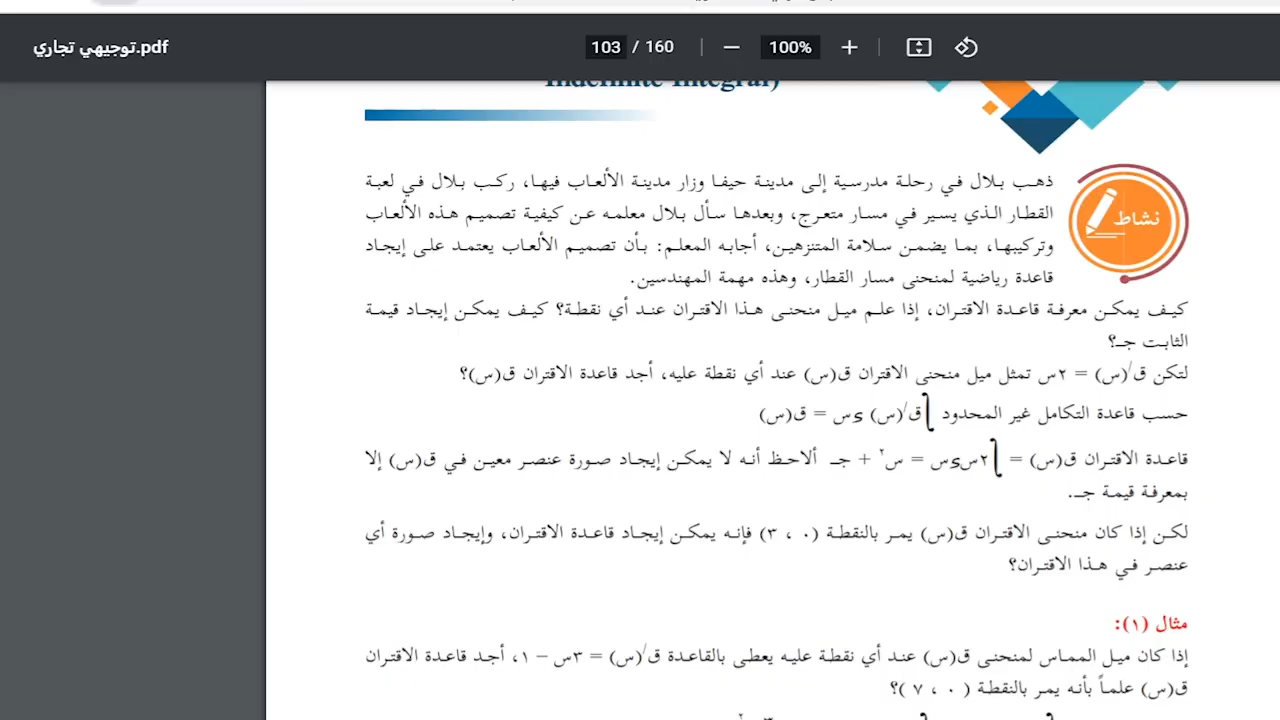 توجيهي تجاري.pdf
103 / 160
100%
Indefinite Integral)
نشاط
ذهب بلال في رحلة مدرسية إلى مدينة حيفا وزار مدينة الألعاب فيها، ركب بلال في لعبة
القطار الذي يسير في مسار متعرج، وبعدها سأل بلال معلمه عن كيفية تصميم هذه الألعاب
وتركيبها، بما يضمن سلامة المتنزهين، أجابه المعلم: بأن تصميم الألعاب يعتمد على إيجاد
قاعدة رياضية لمنحنى مسار القطار، وهذه مهمة المهندسين.
كيف يمكن معرفة قاعدة الاقتران، إذا علم ميل منحنى هذا الاقتران عند أي نقطة؟ كيف يمكن إيجاد قيمة
الثابت جـ؟
لتكن ق/(س) = ٢س تمثل ميل منحنى الاقتران ق(س) عند أي نقطة عليه، أجد قاعدة الاقتران ق(س)؟
حسب قاعدة التكامل غير المحدود ∫ق/(س) ءس = ق(س)
قاعدة الاقتران ق(س) = ∫٢سءس = س٢ + جـ ألاحظ أنه لا يمكن إيجاد صورة عنصر معين في ق(س) إلا
بمعرفة قيمة جـ.
لكن إذا كان منحنى الاقتران ق(س) يمر بالنقطة (٠ ، ٣) فإنه يمكن إيجاد قاعدة الاقتران، وإيجاد صورة أي
عنصر في هذا الاقتران؟
مثال (١):
إذا كان ميل المماس لمنحنى ق(س) عند أي نقطة عليه يعطى بالقاعدة ق/(س) = ٣س − ١، أجد قاعدة الاقتران
ق(س) علماً بأنه يمر بالنقطة (٠ ، ٧)؟